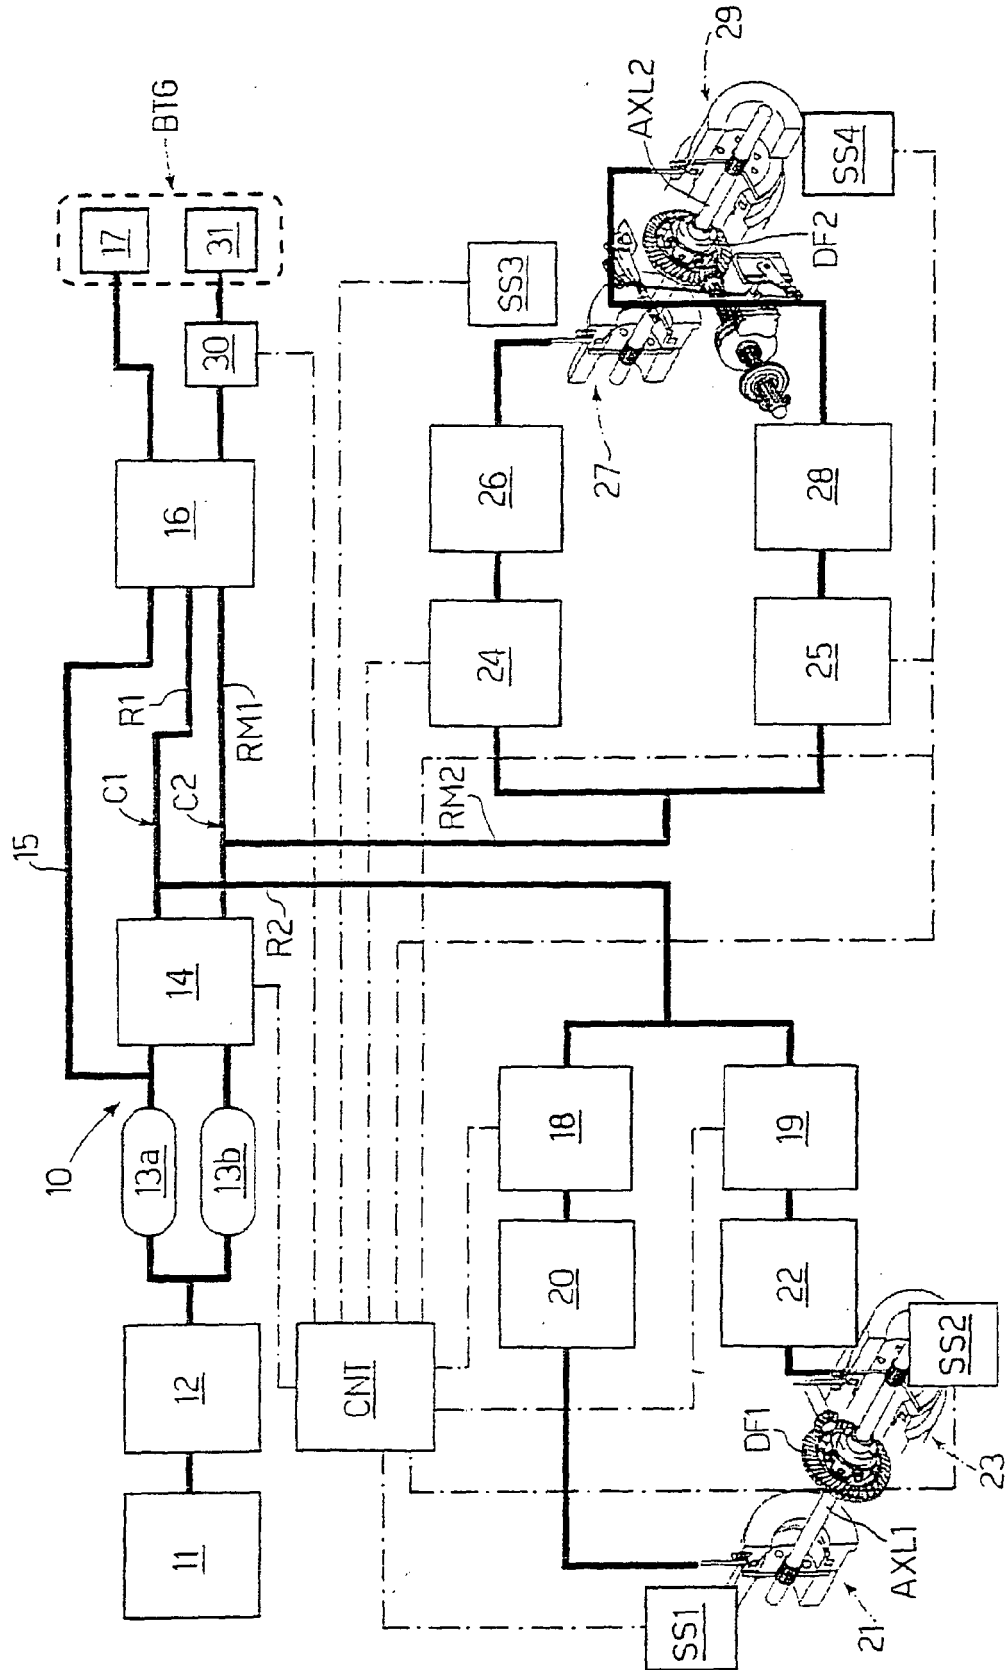 10
11
12
13a
13b
14
15
C1
R1
C2
RM1
R2
RM2
16
17
30
31
BTG
CNT
18
19
20
22
24
25
26
28
SS1
SS2
SS3
SS4
21
AXL1
DF1
23
27
DF2
AXL2
29